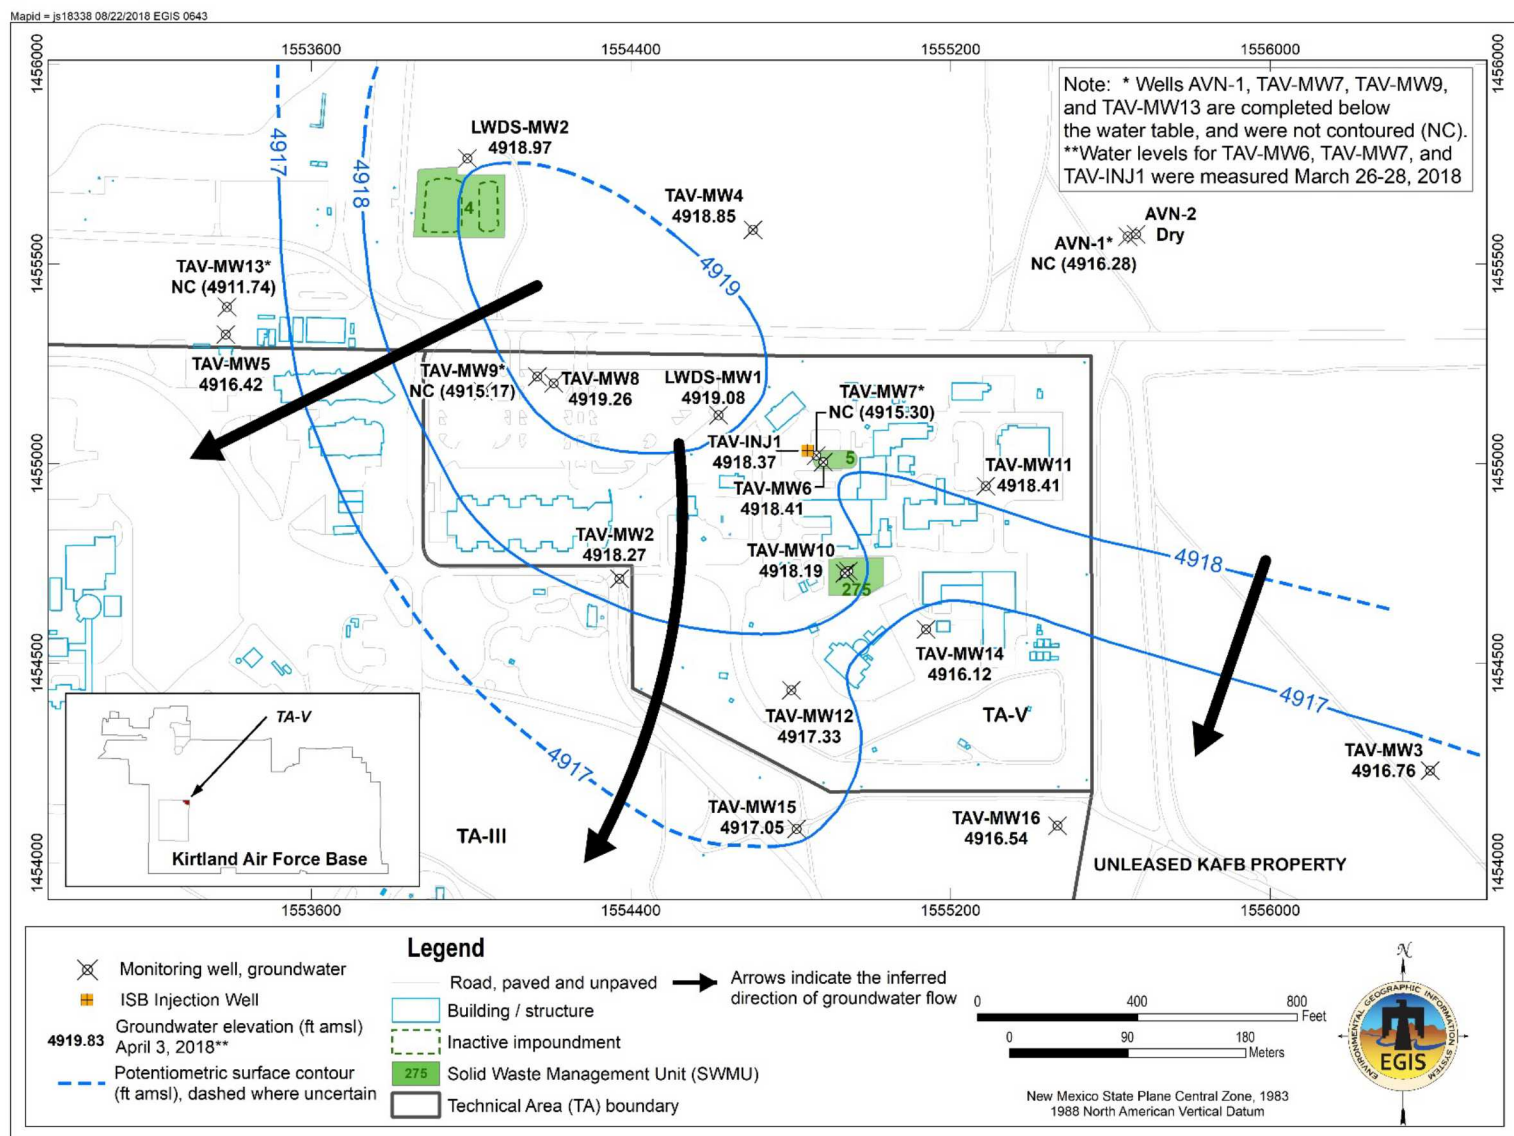 Mapid = js18338 08/22/2018 EGIS 0643
1553600
1554400
1555200
1556000
1456000
1456000
Note: * Wells AVN-1, TAV-MW7, TAV-MW9,
and TAV-MW13 are completed below
the water table, and were not contoured (NC).
**Water levels for TAV-MW6, TAV-MW7, and
TAV-INJ1 were measured March 26-28, 2018
4917
4918
LWDS-MW2
4918.97
4
TAV-MW4
4918.85
4919
AVN-2
Dry
AVN-1*
NC (4916.28)
1455500
1455500
TAV-MW13*
NC (4911.74)
TAV-MW5
4916.42
TAV-MW9*
NC (4915.17)
TAV-MW8
4919.26
LWDS-MW1
4919.08
TAV-MW7*
NC (4915.30)
TAV-INJ1
4918.37
5
TAV-MW6
4918.41
TAV-MW11
4918.41
1455000
1455000
TAV-MW2
4918.27
TAV-MW10
4918.19
275
4918
TAV-MW14
4916.12
1454500
1454500
TAV-MW12
4917.33
TA-V
4917
TAV-MW3
4916.76
4917
TA-V
Kirtland Air Force Base
TA-III
TAV-MW15
4917.05
TAV-MW16
4916.54
UNLEASED KAFB PROPERTY
1454000
1454000
1553600
1554400
1555200
1556000
Legend
Monitoring well, groundwater
ISB Injection Well
4919.83
Groundwater elevation (ft amsl)
April 3, 2018**
Potentiometric surface contour
(ft amsl), dashed where uncertain
Road, paved and unpaved
Building / structure
Inactive impoundment
275
Solid Waste Management Unit (SWMU)
Technical Area (TA) boundary
Arrows indicate the inferred
direction of groundwater flow
0 400 800
Feet
0 90 180
Meters
New Mexico State Plane Central Zone, 1983
1988 North American Vertical Datum
N
ENVIRONMENTAL GEOGRAPHIC INFORMATION SYSTEM
EGIS